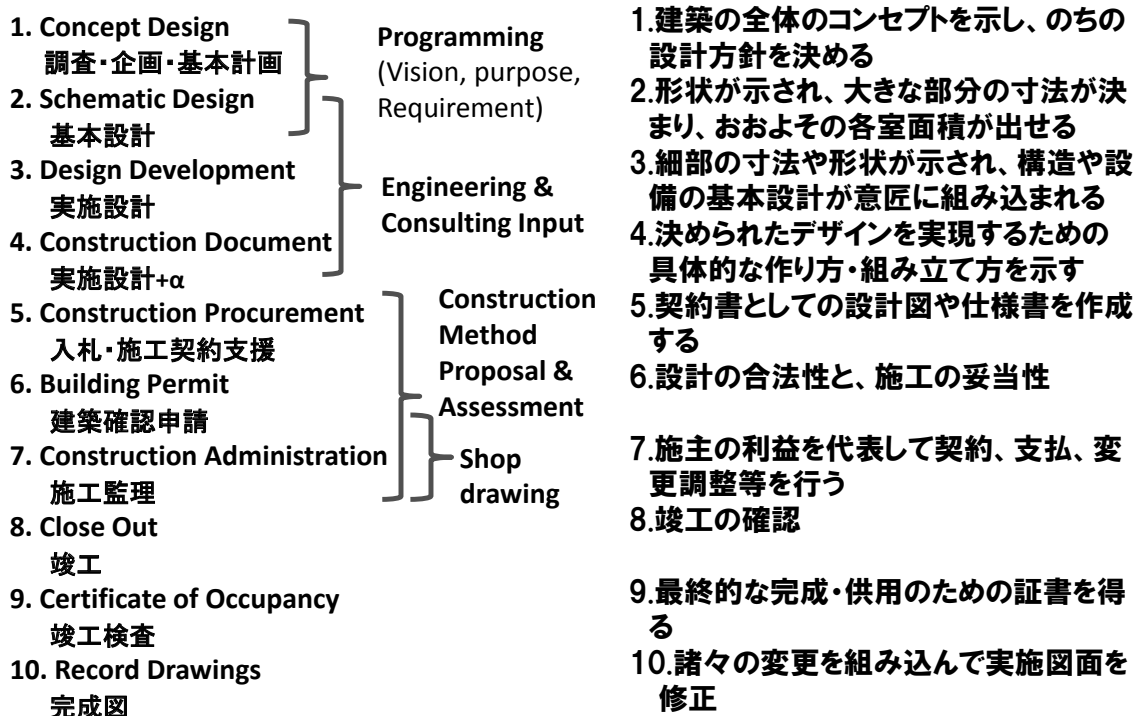 1. Concept Design
調査・企画・基本計画
2. Schematic Design
基本設計
3. Design Development
実施設計
4. Construction Document
実施設計+α
5. Construction Procurement
入札・施工契約支援
6. Building Permit
建築確認申請
7. Construction Administration
施工監理
8. Close Out
竣工
9. Certificate of Occupancy
竣工検査
10. Record Drawings
完成図
Programming
(Vision, purpose,
Requirement)
Engineering &
Consulting Input
Construction
Method
Proposal &
Assessment
Shop
drawing
1.建築の全体のコンセプトを示し、のちの
設計方針を決める
2.形状が示され、大きな部分の寸法が決
まり、おおよその各室面積が出せる
3.細部の寸法や形状が示され、構造や設
備の基本設計が意匠に組み込まれる
4.決められたデザインを実現するための
具体的な作り方・組み立て方を示す
5.契約書としての設計図や仕様書を作成
する
6.設計の合法性と、施工の妥当性
7.施主の利益を代表して契約、支払、変
更調整等を行う
8.竣工の確認
9.最終的な完成・供用のための証書を得
る
10.諸々の変更を組み込んで実施図面を
修正